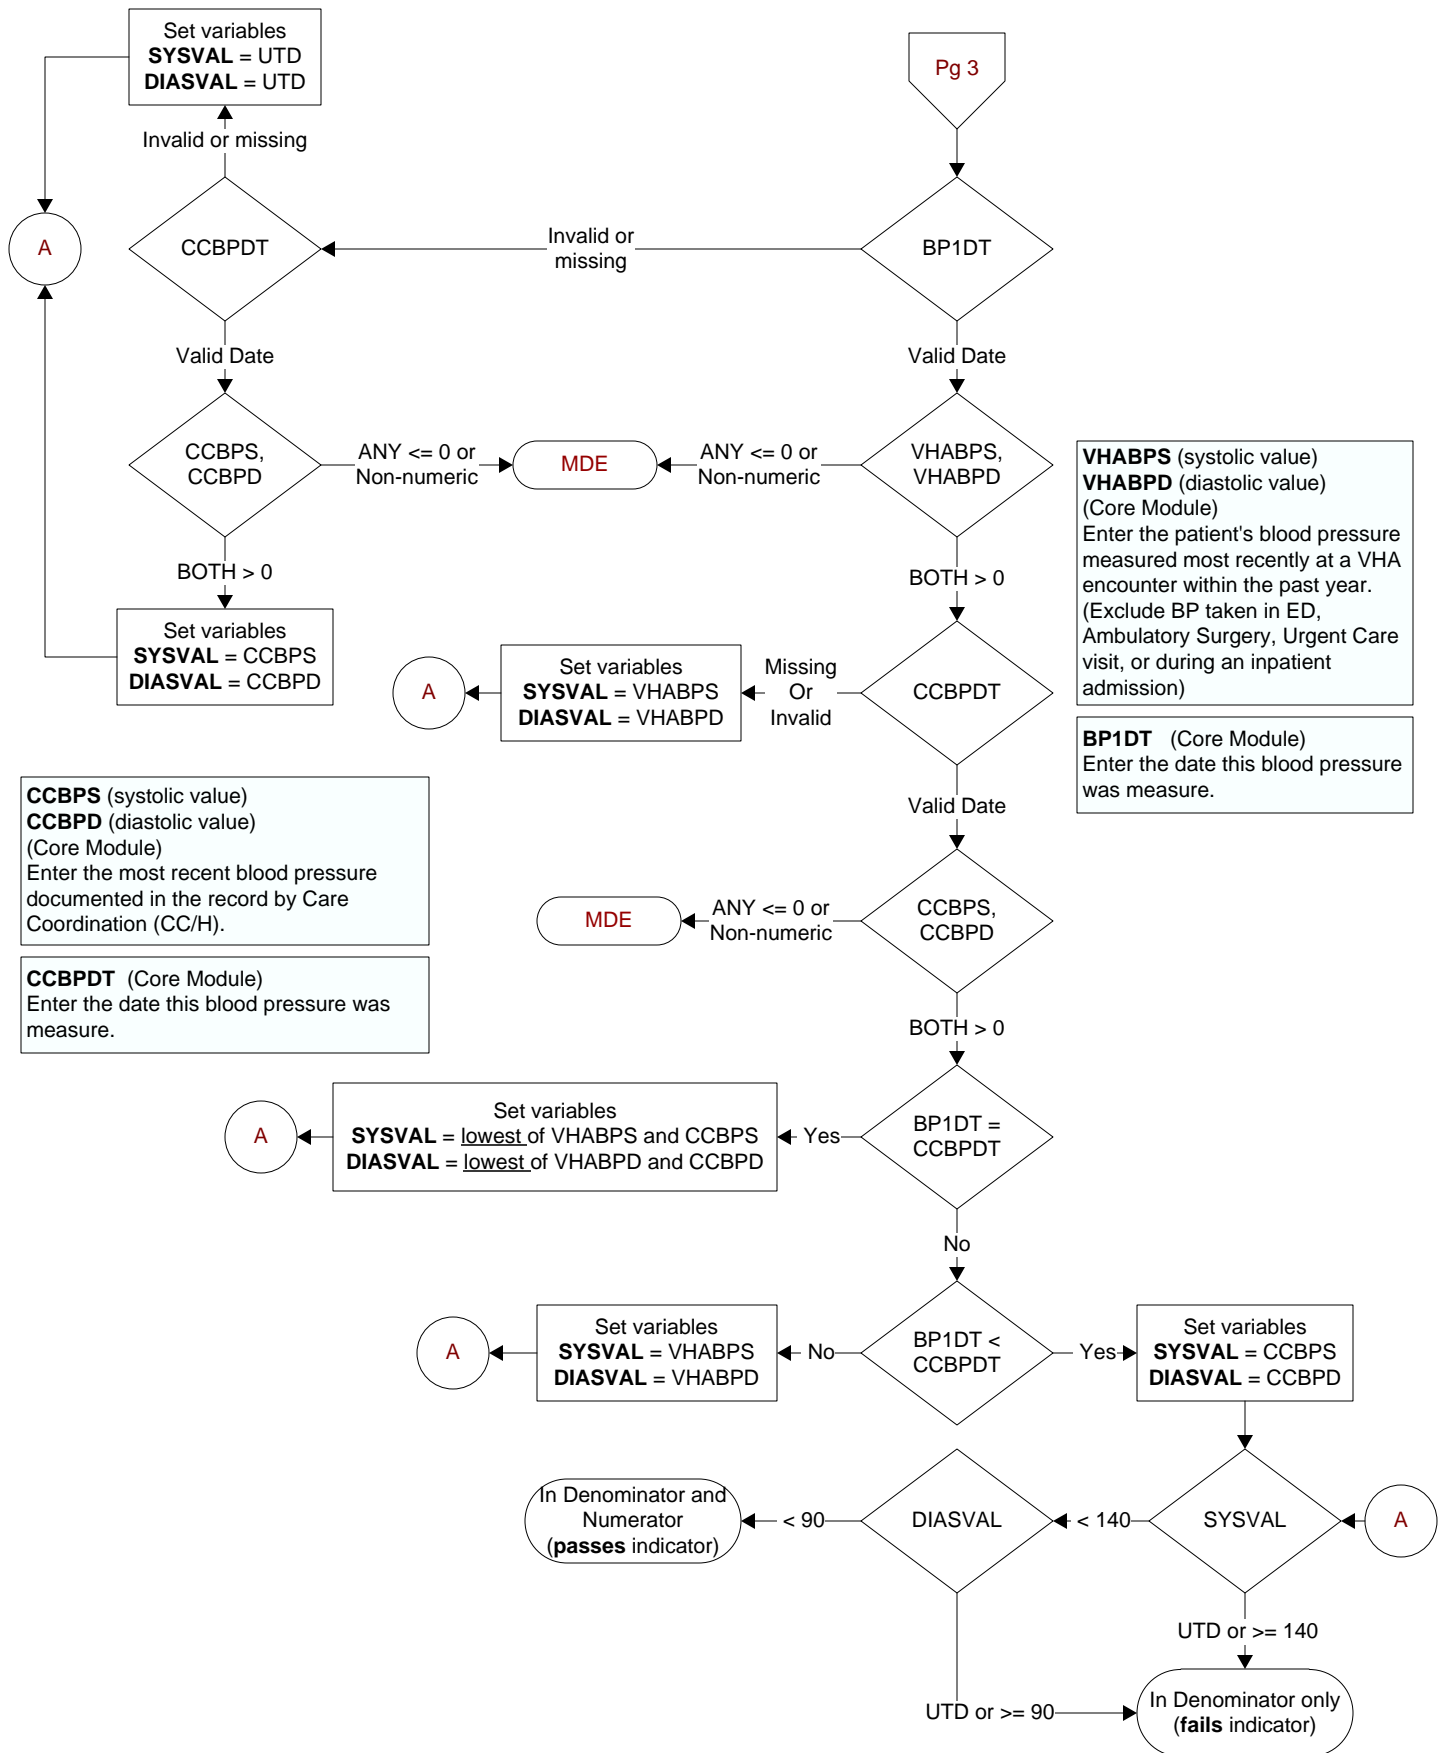 Set variables
SYSVAL = UTD
DIASVAL = UTD
Pg 3
Invalid or missing
A
CCBPDT
Invalid or
missing
BP1DT
Valid Date
Valid Date
CCBPS,
CCBPD
ANY <= 0 or
Non-numeric
MDE
ANY <= 0 or
Non-numeric
VHABPS,
VHABPD
VHABPS (systolic value)
VHABPD (diastolic value)
(Core Module)
Enter the patient's blood pressure
measured most recently at a VHA
encounter within the past year.
(Exclude BP taken in ED,
Ambulatory Surgery, Urgent Care
visit, or during an inpatient
admission)
BOTH > 0
BOTH > 0
Set variables
SYSVAL = CCBPS
DIASVAL = CCBPD
A
Set variables
SYSVAL = VHABPS
DIASVAL = VHABPD
Missing
Or
Invalid
CCBPDT
BP1DT (Core Module)
Enter the date this blood pressure
was measure.
CCBPS (systolic value)
CCBPD (diastolic value)
(Core Module)
Enter the most recent blood pressure
documented in the record by Care
Coordination (CC/H).
Valid Date
MDE
ANY <= 0 or
Non-numeric
CCBPS,
CCBPD
CCBPDT (Core Module)
Enter the date this blood pressure was
measure.
BOTH > 0
A
Set variables
SYSVAL = lowest of VHABPS and CCBPS
DIASVAL = lowest of VHABPD and CCBPD
Yes
BP1DT =
CCBPDT
No
A
Set variables
SYSVAL = VHABPS
DIASVAL = VHABPD
No
BP1DT <
CCBPDT
Yes
Set variables
SYSVAL = CCBPS
DIASVAL = CCBPD
In Denominator and
Numerator
(passes indicator)
< 90
DIASVAL
< 140
SYSVAL
A
UTD or >= 140
UTD or >= 90
In Denominator only
(fails indicator)